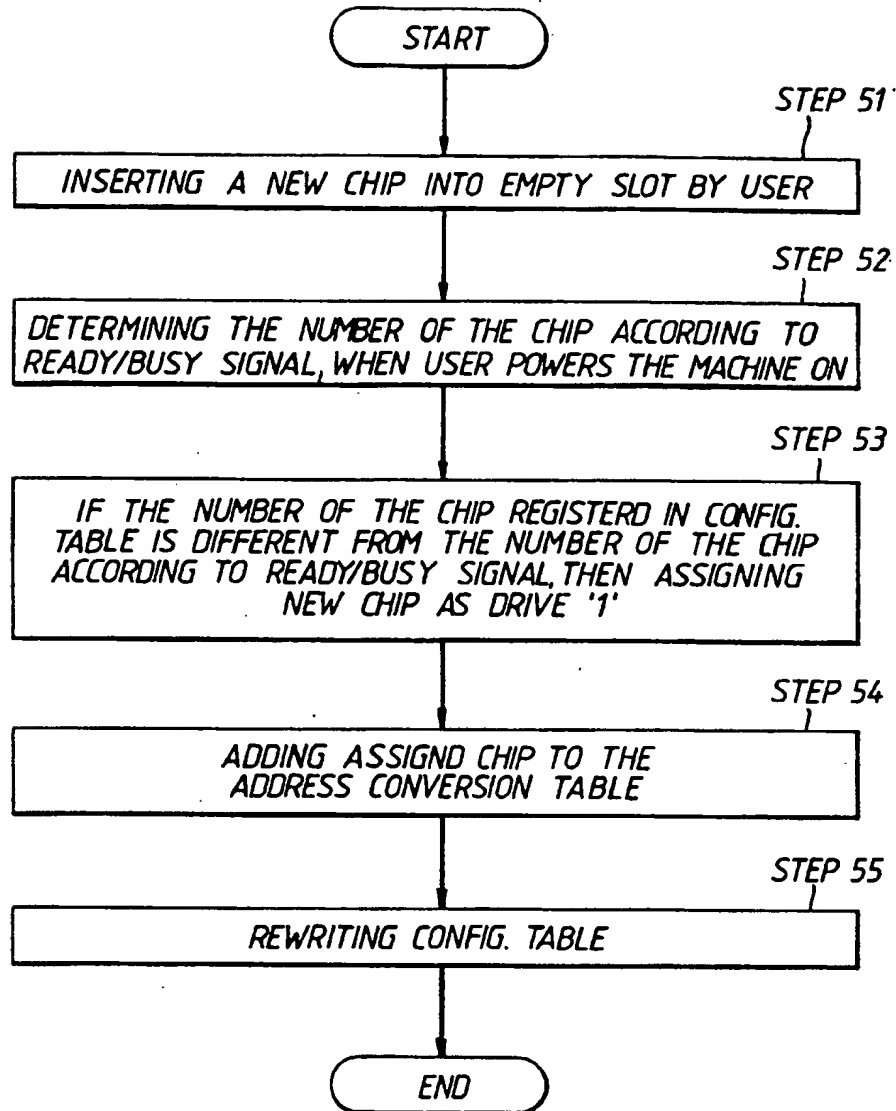 START
STEP 51
INSERTING A NEW CHIP INTO EMPTY SLOT BY USER
STEP 52
DETERMINING THE NUMBER OF THE CHIP ACCORDING TO
READY/BUSY SIGNAL, WHEN USER POWERS THE MACHINE ON
STEP 53
IF THE NUMBER OF THE CHIP REGISTERD IN CONFIG.
TABLE IS DIFFERENT FROM THE NUMBER OF THE CHIP
ACCORDING TO READY/BUSY SIGNAL, THEN ASSIGNING
NEW CHIP AS DRIVE '1'
STEP 54
ADDING ASSIGND CHIP TO THE
ADDRESS CONVERSION TABLE
STEP 55
REWRITING CONFIG. TABLE
END